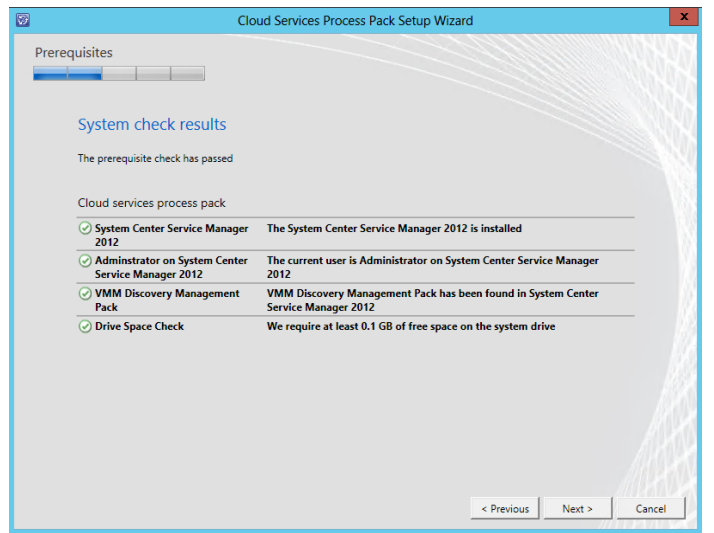 Cloud Services Process Pack Setup Wizard
x
Prerequisites
System check results
The prerequisite check has passed
Cloud services process pack
System Center Service Manager
2012
The System Center Service Manager 2012 is installed
Adminstrator on System Center
Service Manager 2012
The current user is Administrator on System Center Service Manager
2012
VMM Discovery Management
Pack
VMM Discovery Management Pack has been found in System Center
Service Manager 2012
Drive Space Check
We require at least 0.1 GB of free space on the system drive
< Previous
Next >
Cancel